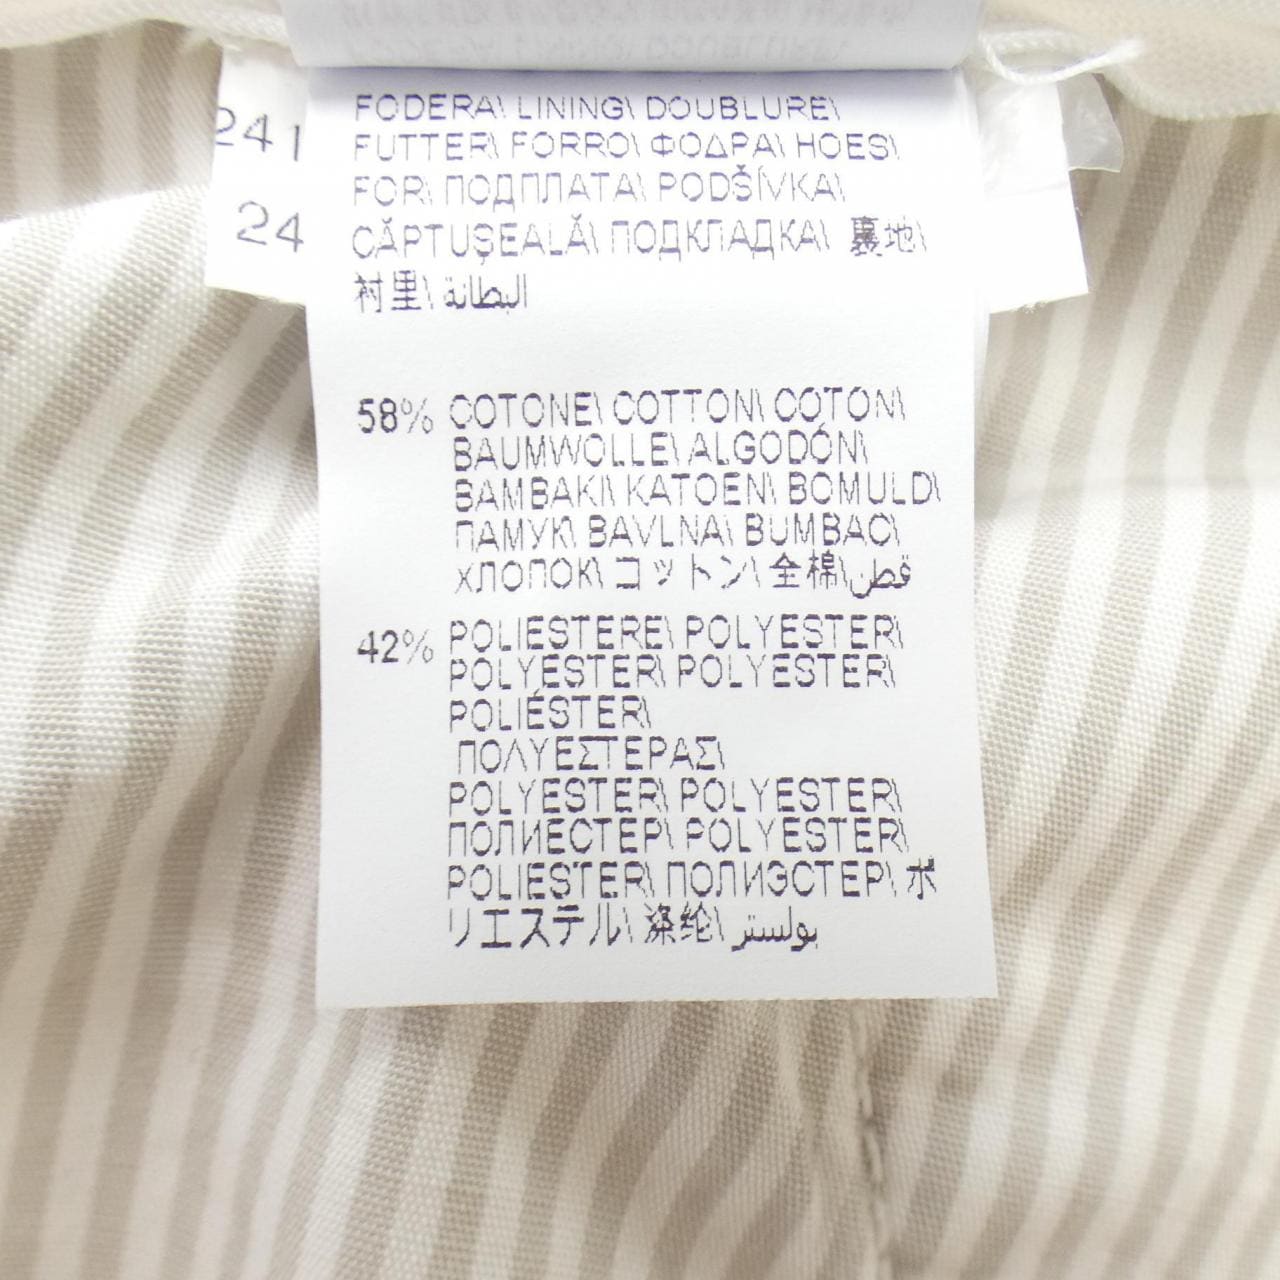 241
24
FODERA\ LINING\ DOUBLURE\
FUTTER\ FORRO\ ΦΟΔΡΑ\ HOES\
FOR\ ПОДПЛАТА\ PODŠÍVKA\
CĂPTUȘEALĂ\ ПОДКЛАДКА\ 裏地\
衬里\ البطانة
58% COTONE\ COTTON\ COTON\
BAUMWOLLE\ ALGODÓN\
BAMBAKI\ KATOEN\ BOMULD\
ПАМУК\ BAVLNA\ BUMBAC\
ХЛОПОК\ コットン\ 全棉\ قطن
42% POLIESTERE\ POLYESTER\
POLYESTER\ POLYESTER\
POLIÉSTER\
ΠΟΛΥΕΣΤΕΡΑΣ\
POLYESTER\ POLYESTER\
ПОЛИЕСТЕР\ POLYESTER\
POLIESTER\ ПОЛИЭСТЕР\ ポ
リエステル\ 涤纶\ بولستر